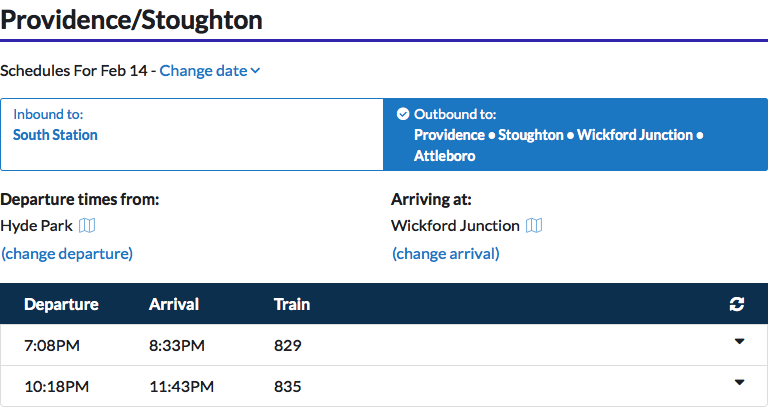 Providence/Stoughton
Schedules For Feb 14 - Change date
Inbound to:
South Station
Outbound to:
Providence • Stoughton • Wickford Junction •
Attleboro
Departure times from:
Hyde Park
(change departure)
Arriving at:
Wickford Junction
(change arrival)
Departure Arrival Train
7:08PM 8:33PM 829
10:18PM 11:43PM 835